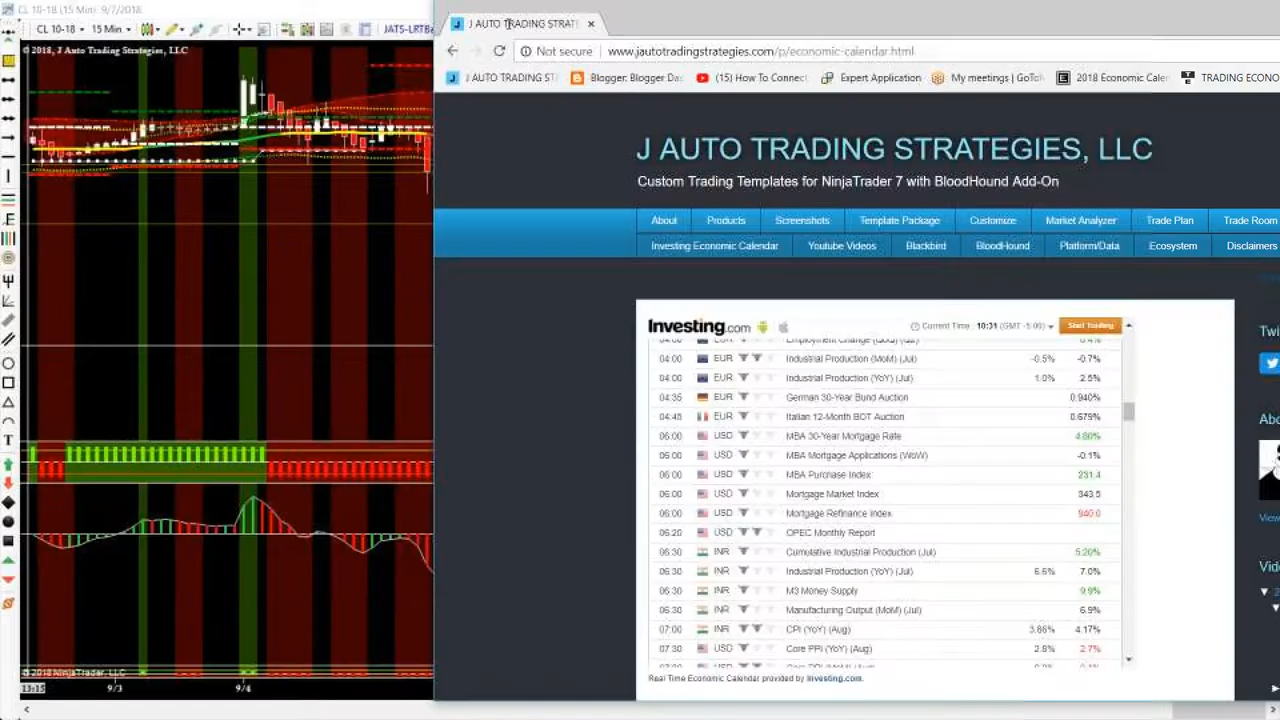 CL 10-18 (15 Min) 9/7/2018
CL 10-18 15 Min
© 2018, J Auto Trading Strategies, LLC
© 2018 NinjaTrader, LLC
13:15 9/3 9/4
J AUTO TRADING STRAT
Not secure www.jautotradingstrategies.com/p/economic-calendar.html
J AUTO TRADING ST Blogger: Blogger Da (15) How To Connect Expert Application My meetings | GoTo 2018 Economic TRADING ECONO
J AUTO TRADING STRATEGIES, LLC
Custom Trading Templates for NinjaTrader 7 with BloodHound Add-On
About Products Screenshots Template Package Customize Market Analyzer Trade Plan Trade Room
Investing Economic Calendar Youtube Videos Blackbird BloodHound Platform/Data Ecosystem Disclaimers
Investing.com Current Time 10:31 (GMT -5:00) Start Trading
04:00 EUR Industrial Production (MoM) (Jul) -0.5% -0.7%
04:00 EUR Industrial Production (YoY) (Jul) 1.0% 2.5%
04:35 EUR German 30-Year Bund Auction 0.940%
04:45 EUR Italian 12-Month BOT Auction 0.679%
06:00 USD MBA 30-Year Mortgage Rate 4.80%
06:00 USD MBA Mortgage Applications (WoW) -0.1%
06:00 USD MBA Purchase Index 231.4
06:00 USD Mortgage Market Index 343.5
06:00 USD Mortgage Refinance Index 940.0
06:20 USD OPEC Monthly Report
06:30 INR Cumulative Industrial Production (Jul) 5.20%
06:30 INR Industrial Production (YoY) (Jul) 6.5% 7.0%
06:30 INR M3 Money Supply 9.9%
06:30 INR Manufacturing Output (MoM) (Jul) 6.9%
07:00 INR CPI (YoY) (Aug) 3.86% 4.17%
07:30 USD Core PPI (YoY) (Aug) 2.8% 2.7%
Real Time Economic Calendar provided by Investing.com.
Twi
Abo
View
Vide